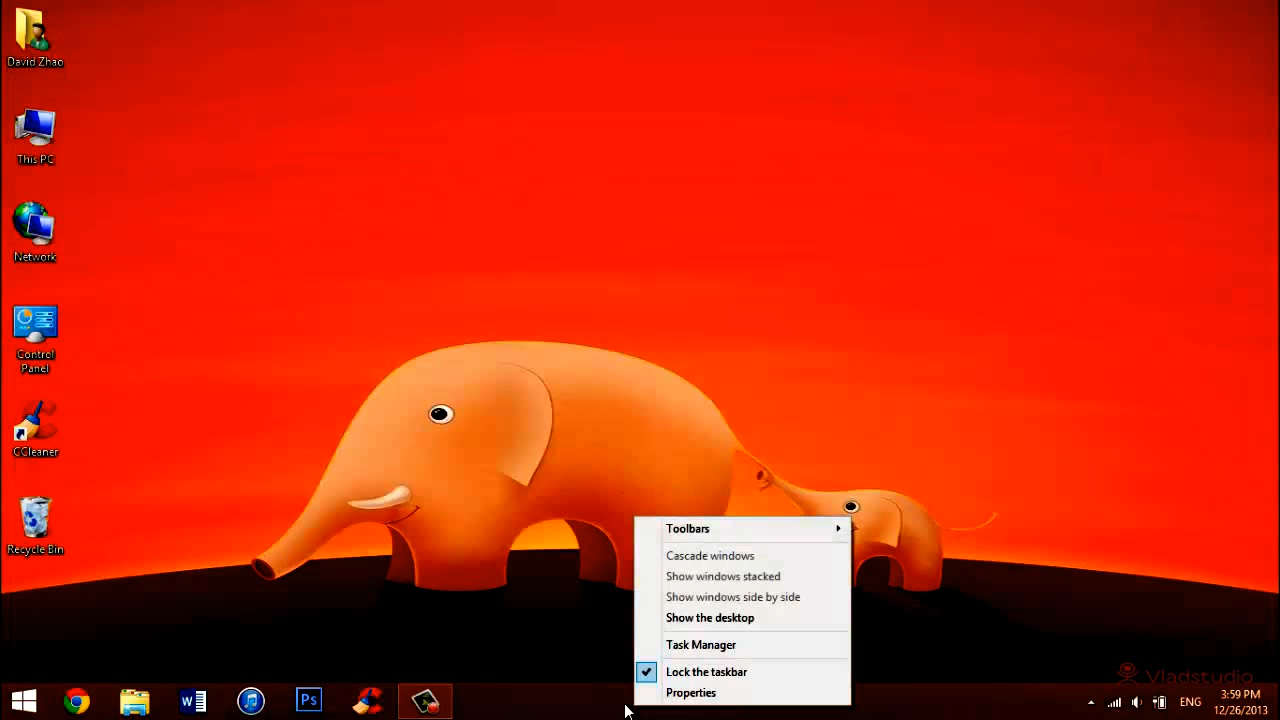 David Zhao
This PC
Network
Control
Panel
CCleaner
Recycle Bin
Toolbars
Cascade windows
Show windows stacked
Show windows side by side
Show the desktop
Task Manager
Lock the taskbar
Properties
Vladstudio
W
Ps
ENG
3:59 PM
12/26/2013